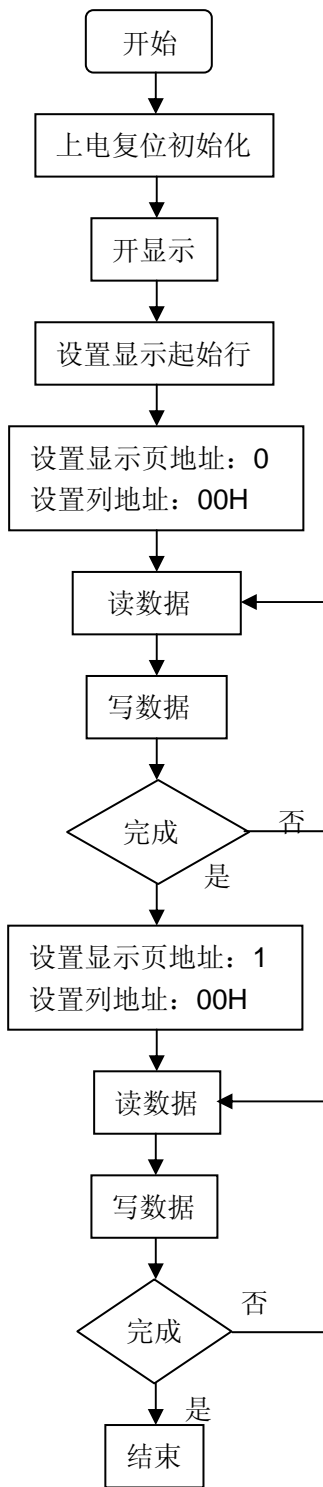 开始
上电复位初始化
开显示
设置显示起始行
设置显示页地址：0
设置列地址：00H
读数据
写数据
完成
否
是
设置显示页地址：1
设置列地址：00H
读数据
写数据
完成
否
是
结束